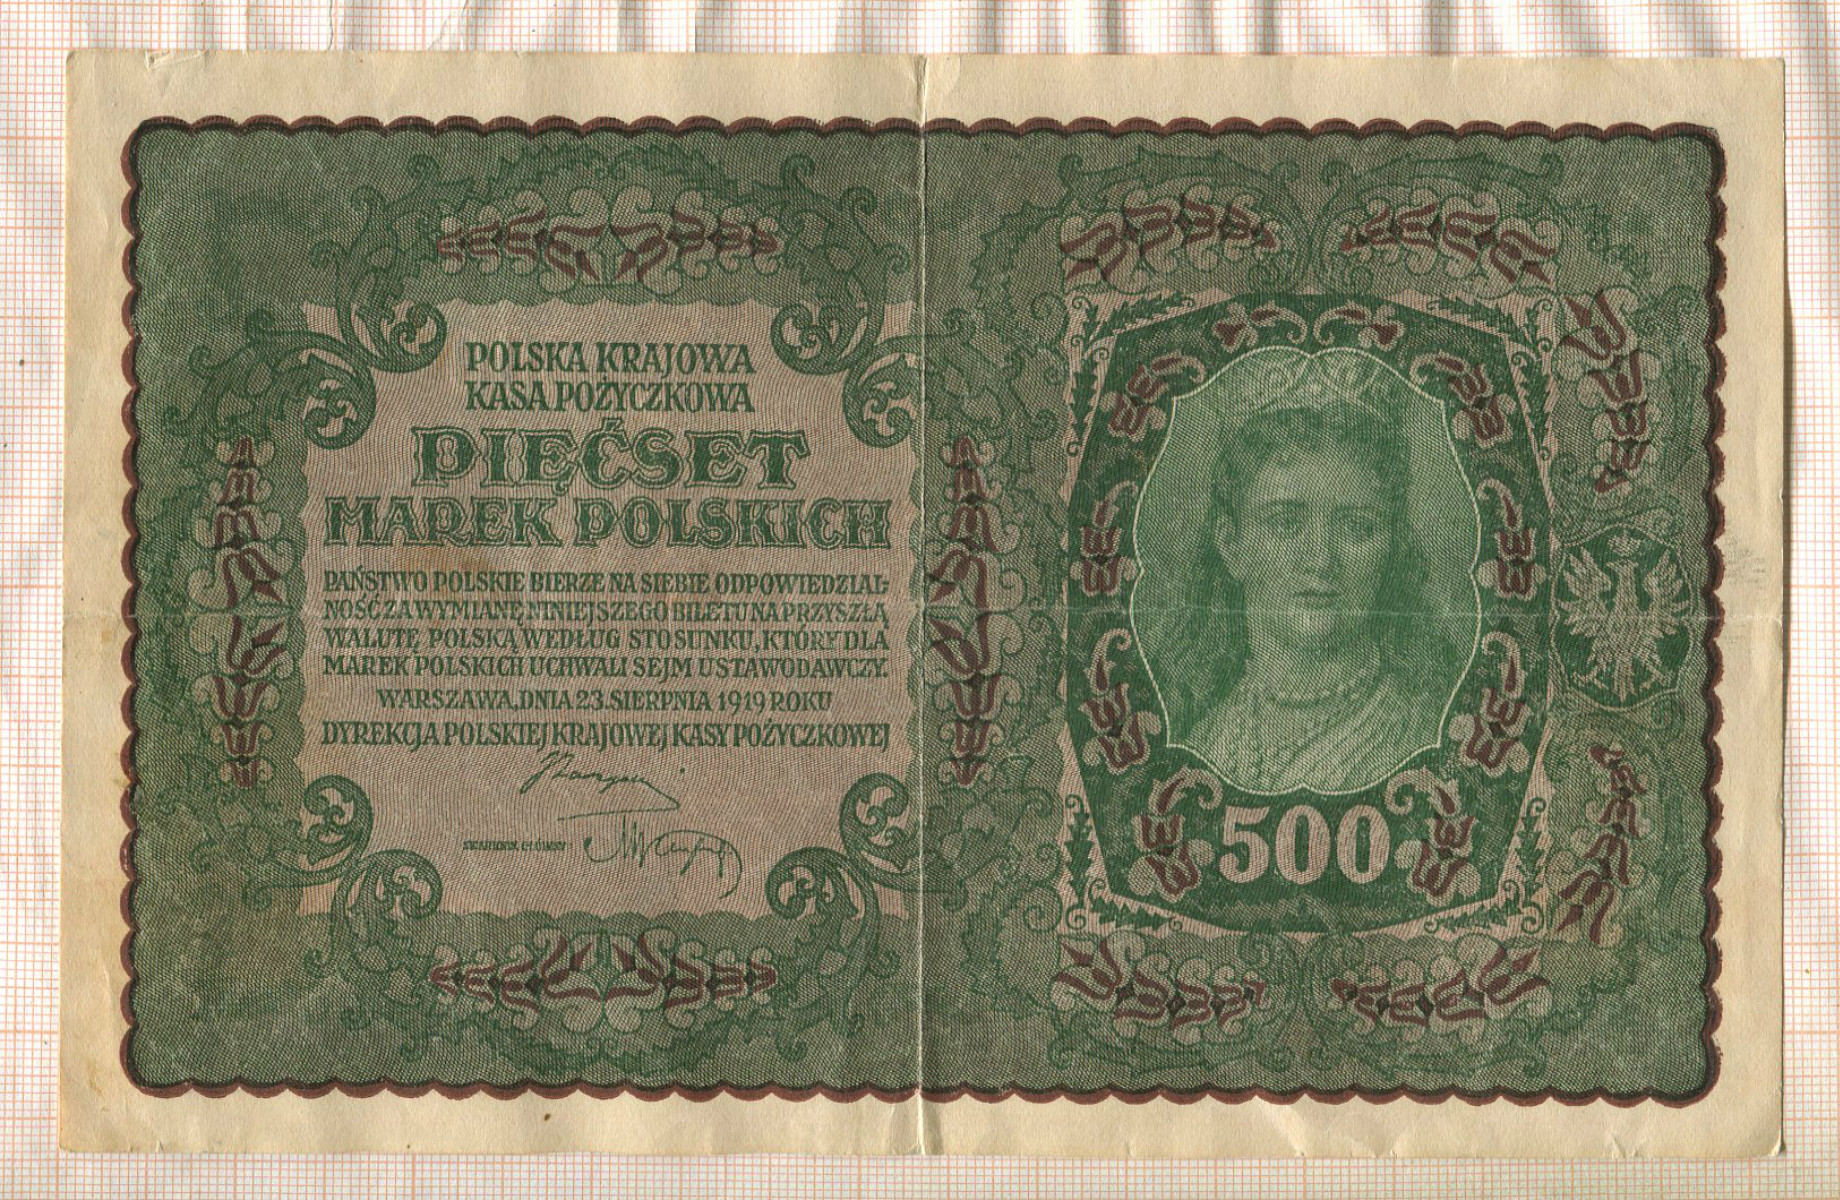 POLSKA KRAJOWA
KASA POŻYCZKOWA
PIĘĆSET
MAREK POLSKICH
PAŃSTWO POLSKIE BIERZE NA SIEBIE ODPOWIEDZIAL-
NOŚĆ ZA WYMIANĘ NINIEJSZEGO BILETU NA PRZYSZŁĄ
WALUTĘ POLSKĄ WEDŁUG STOSUNKU, KTÓRY DLA
MAREK POLSKICH UCHWALI SEJM USTAWODAWCZY.
WARSZAWA, DNIA 23. SIERPNIA 1919 ROKU
DYREKCJA POLSKIEJ KRAJOWEJ KASY POŻYCZKOWEJ
500